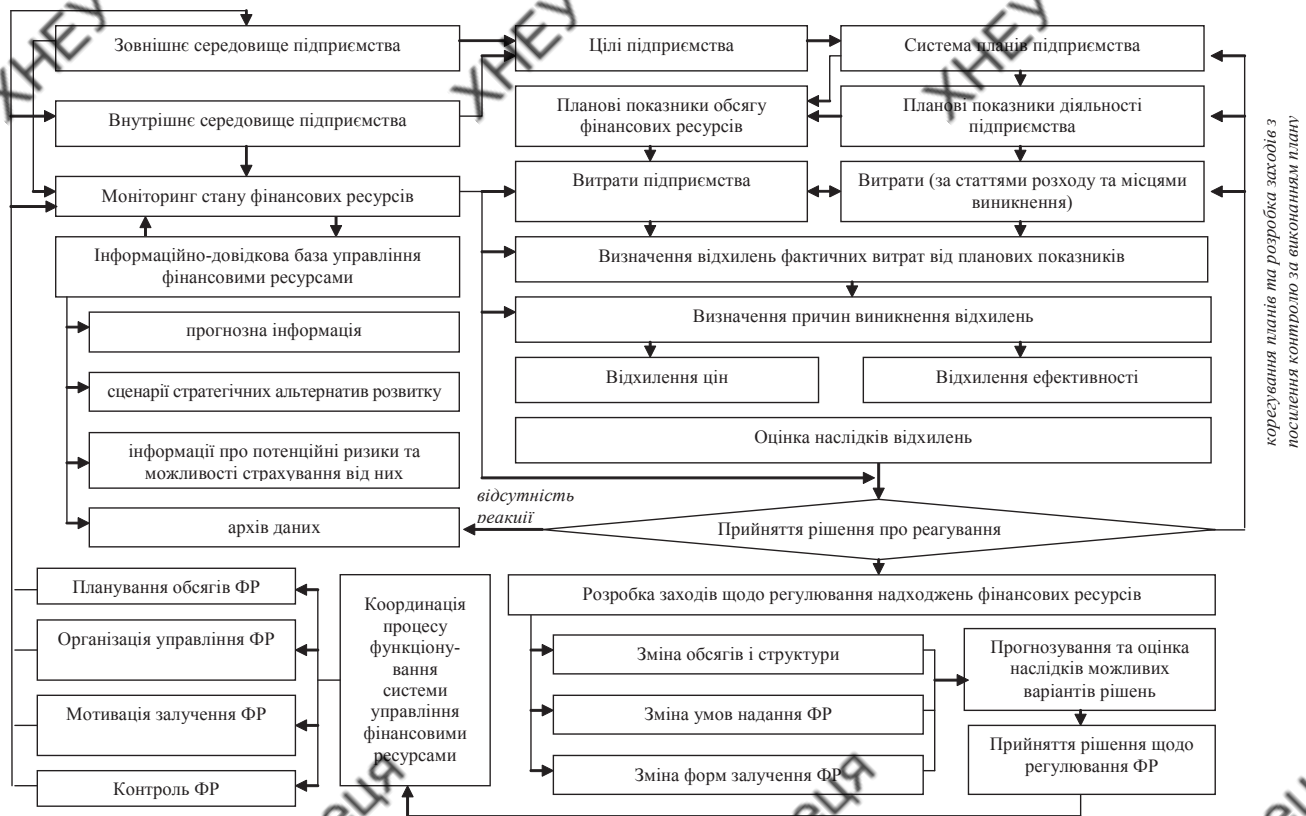 ХНЕУ
ХНЕУ
ХНЕУ
Зовнішнє середовище підприємства
Цілі підприємства
Система планів підприємства
Внутрішнє середовище підприємства
Планові показники обсягу
фінансових ресурсів
Планові показники діяльності
підприємства
Моніторинг стану фінансових ресурсів
Витрати підприємства
Витрати (за статтями розходу та місцями
виникнення)
Інформаційно-довідкова база управління
фінансовими ресурсами
Визначення відхилень фактичних витрат від планових показників
прогнозна інформація
Визначення причин виникнення відхилень
сценарії стратегічних альтернатив розвитку
Відхилення цін
Відхилення ефективності
інформації про потенційні ризики та
можливості страхування від них
Оцінка наслідків відхилень
архів даних
відсутність
реакції
Прийняття рішення про реагування
корегування планів та розробка заходів з
посилення контролю за виконанням плану
Планування обсягів ФР
Організація управління ФР
Мотивація залучення ФР
Контроль ФР
Координація
процесу
функціону-
вання
системи
управління
фінансовими
ресурсами
Розробка заходів щодо регулювання надходжень фінансових ресурсів
Зміна обсягів і структури
Зміна умов надання ФР
Зміна форм залучення ФР
Прогнозування та оцінка
наслідків можливих
варіантів рішень
Прийняття рішення щодо
регулювання ФР